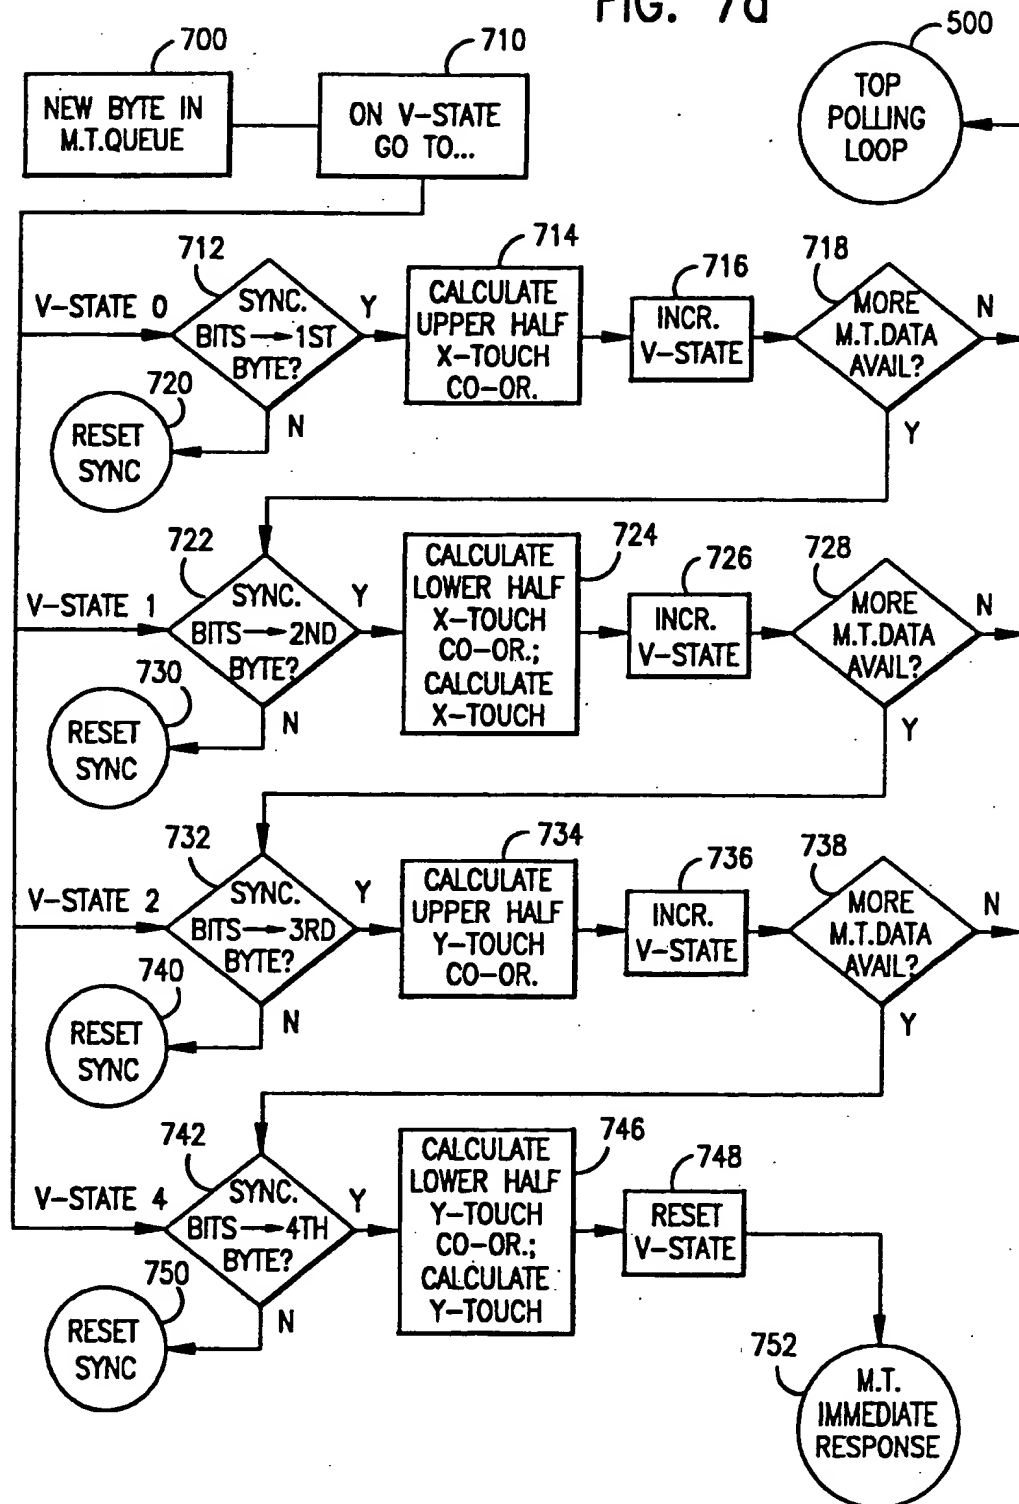 FIG. 7a
700
710
500
NEW BYTE IN
M.T.QUEUE
ON V-STATE
GO TO...
TOP
POLLING
LOOP
712
714
716
718
V-STATE 0
SYNC.
BITS→1ST
BYTE?
Y
CALCULATE
UPPER HALF
X-TOUCH
CO-OR.
INCR.
V-STATE
MORE
M.T.DATA
AVAIL?
N
720
RESET
SYNC
N
Y
722
724
726
728
V-STATE 1
SYNC.
BITS→2ND
BYTE?
Y
CALCULATE
LOWER HALF
X-TOUCH
CO-OR.;
CALCULATE
X-TOUCH
INCR.
V-STATE
MORE
M.T.DATA
AVAIL?
N
730
RESET
SYNC
N
Y
732
734
736
738
V-STATE 2
SYNC.
BITS→3RD
BYTE?
Y
CALCULATE
UPPER HALF
Y-TOUCH
CO-OR.
INCR.
V-STATE
MORE
M.T.DATA
AVAIL?
N
740
RESET
SYNC
N
Y
742
746
748
V-STATE 4
SYNC.
BITS→4TH
BYTE?
Y
CALCULATE
LOWER HALF
Y-TOUCH
CO-OR.;
CALCULATE
Y-TOUCH
RESET
V-STATE
750
RESET
SYNC
N
752
M.T.
IMMEDIATE
RESPONSE